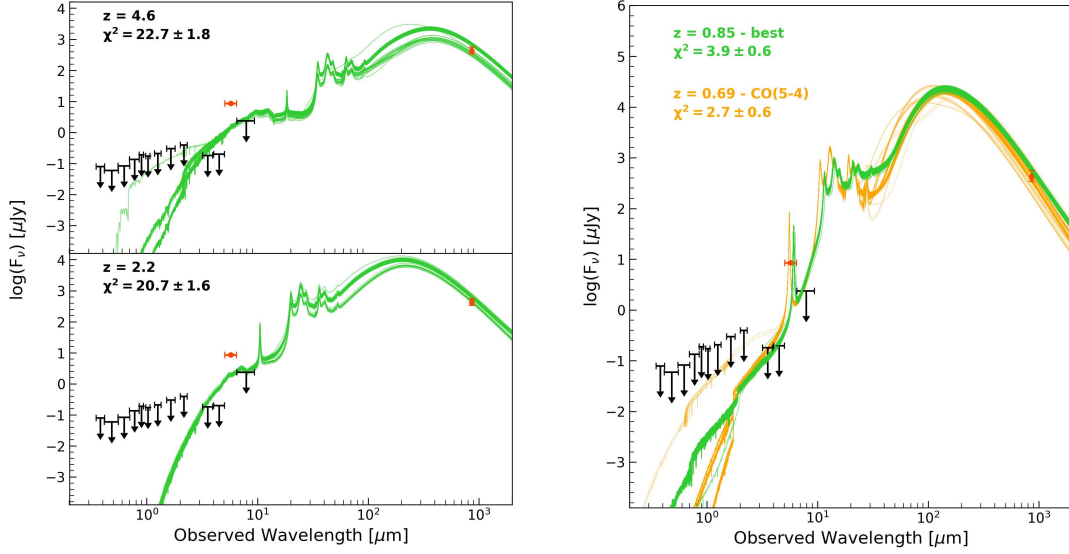 z = 4.6
χ² = 22.7 ± 1.8
4
3
2
1
0
−1
−2
−3
z = 2.2
χ² = 20.7 ± 1.6
4
3
2
1
0
−1
−2
−3
log(Fν) [μJy]
10⁰ 10¹ 10² 10³
Observed Wavelength [μm]
z = 0.85 - best
χ² = 3.9 ± 0.6
z = 0.69 - CO(5-4)
χ² = 2.7 ± 0.6
6
5
4
3
2
1
0
−1
−2
−3
log(Fν) [μJy]
10⁰ 10¹ 10² 10³
Observed Wavelength [μm]